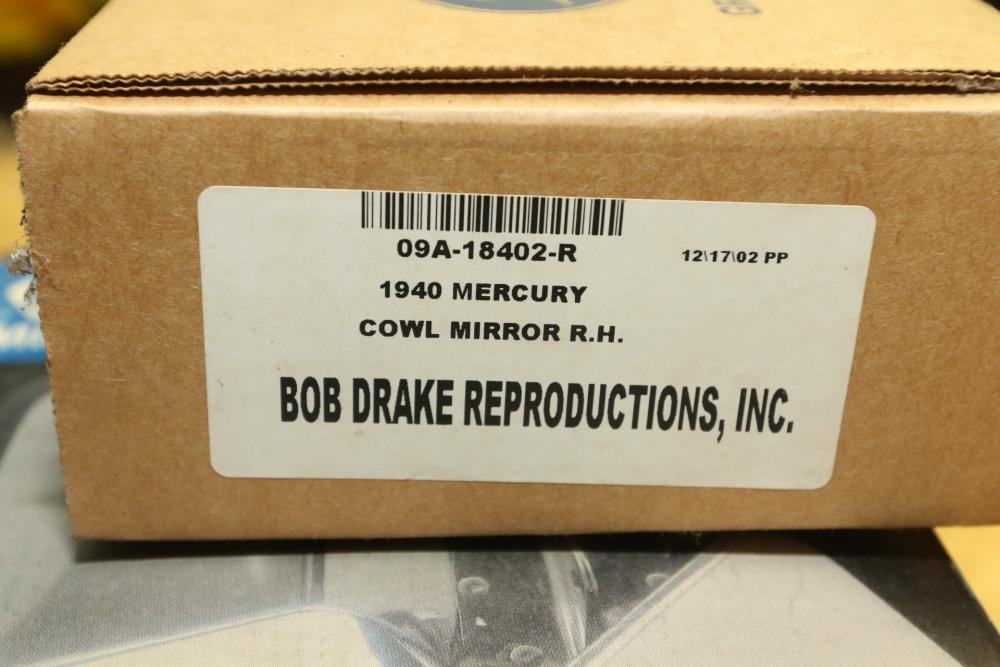 09A-18402-R
12\17\02 PP
1940 MERCURY
COWL MIRROR R.H.
BOB DRAKE REPRODUCTIONS, INC.